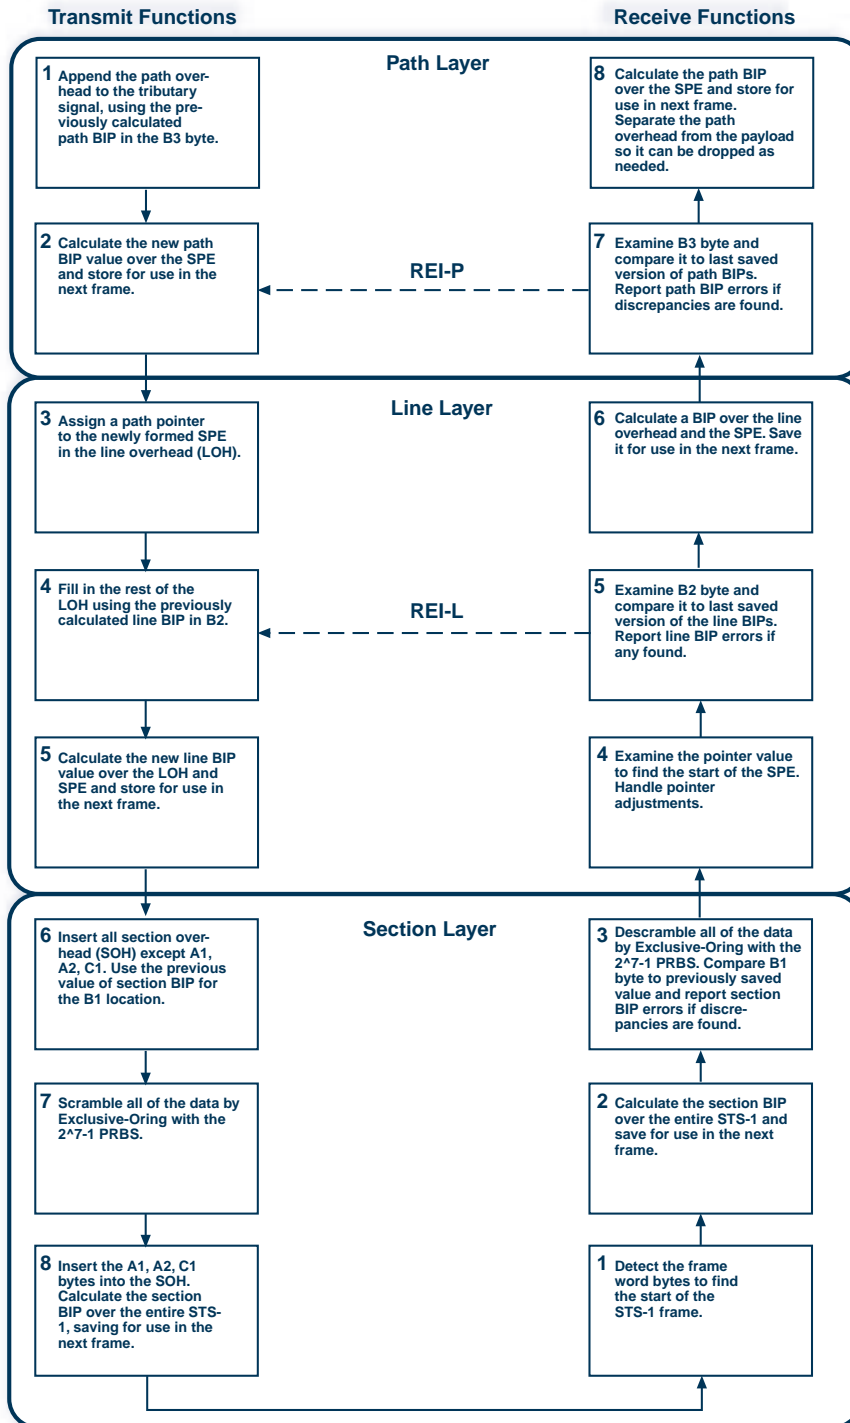 Transmit Functions
Receive Functions
Path Layer
1 Append the path over-
head to the tributary
signal, using the pre-
viously calculated
path BIP in the B3 byte.
8 Calculate the path BIP
over the SPE and store for
use in next frame.
Separate the path
overhead from the payload
so it can be dropped as
needed.
2 Calculate the new path
BIP value over the SPE
and store for use in the
next frame.
REI-P
7 Examine B3 byte and
compare it to last saved
version of path BIPs.
Report path BIP errors if
discrepancies are found.
Line Layer
3 Assign a path pointer
to the newly formed SPE
in the line overhead (LOH).
6 Calculate a BIP over the line
overhead and the SPE. Save
it for use in the next frame.
4 Fill in the rest of the
LOH using the previously
calculated line BIP in B2.
REI-L
5 Examine B2 byte and
compare it to last saved
version of the line BIPs.
Report line BIP errors if
any found.
5 Calculate the new line BIP
value over the LOH and
SPE and store for use in
the next frame.
4 Examine the pointer value
to find the start of the SPE.
Handle pointer
adjustments.
Section Layer
6 Insert all section over-
head (SOH) except A1,
A2, C1. Use the previous
value of section BIP for
the B1 location.
3 Descramble all of the data
by Exclusive-Oring with the
2^7-1 PRBS. Compare B1
byte to previously saved
value and report section
BIP errors if discre-
pancies are found.
7 Scramble all of the data by
Exclusive-Oring with the
2^7-1 PRBS.
2 Calculate the section BIP
over the entire STS-1 and
save for use in the next
frame.
8 Insert the A1, A2, C1
bytes into the SOH.
Calculate the section
BIP over the entire STS-
1, saving for use in the
next frame.
1 Detect the frame
word bytes to find
the start of the
STS-1 frame.